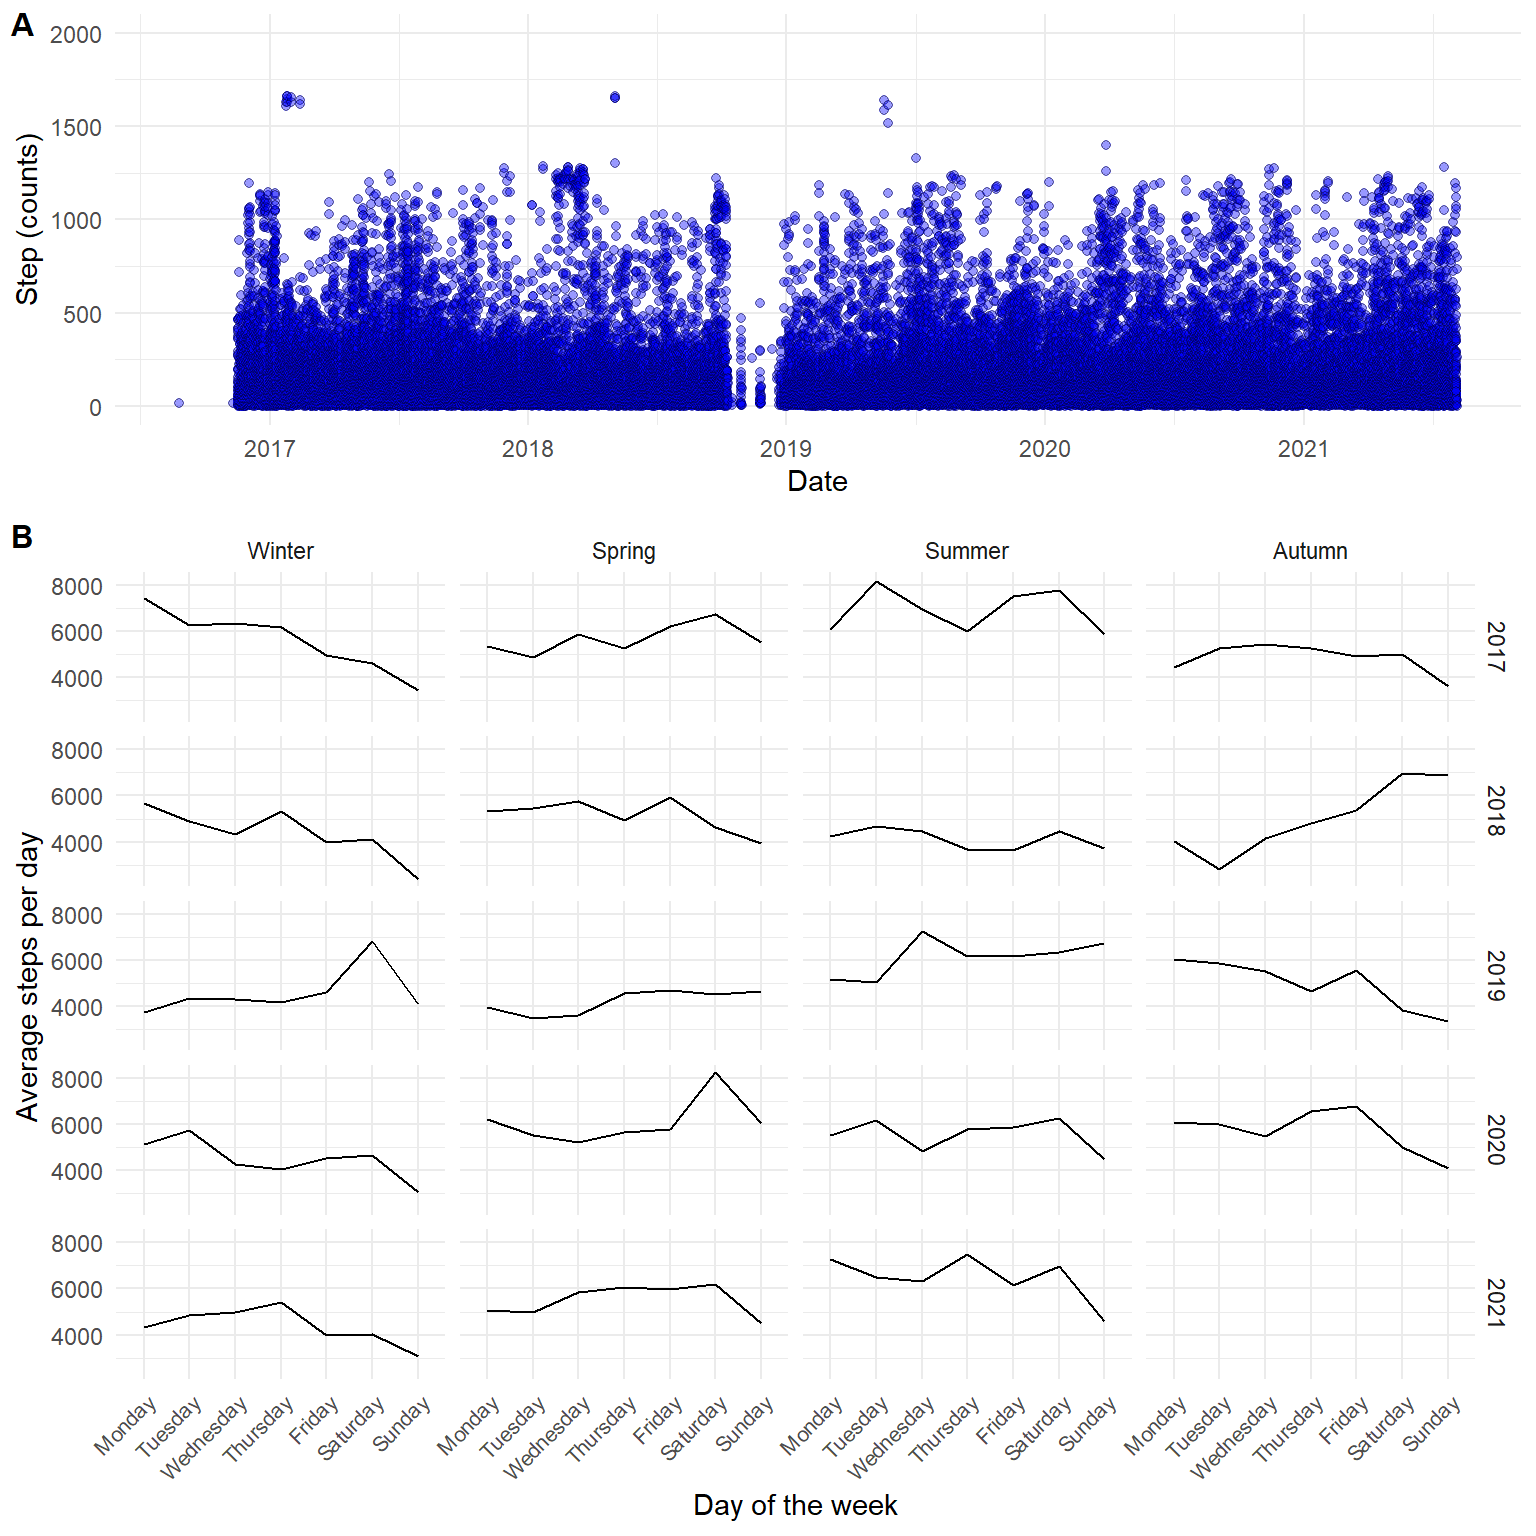 A
2000
1500
1000
500
0
Step (counts)
2017 2018 2019 2020 2021
Date
B
Winter Spring Summer Autumn
8000
6000
4000
2017
8000
6000
4000
2018
8000
6000
4000
2019
8000
6000
4000
2020
8000
6000
4000
2021
Average steps per day
Monday Tuesday Wednesday Thursday Friday Saturday Sunday Monday Tuesday Wednesday Thursday Friday Saturday Sunday Monday Tuesday Wednesday Thursday Friday Saturday Sunday Monday Tuesday Wednesday Thursday Friday Saturday Sunday
Day of the week